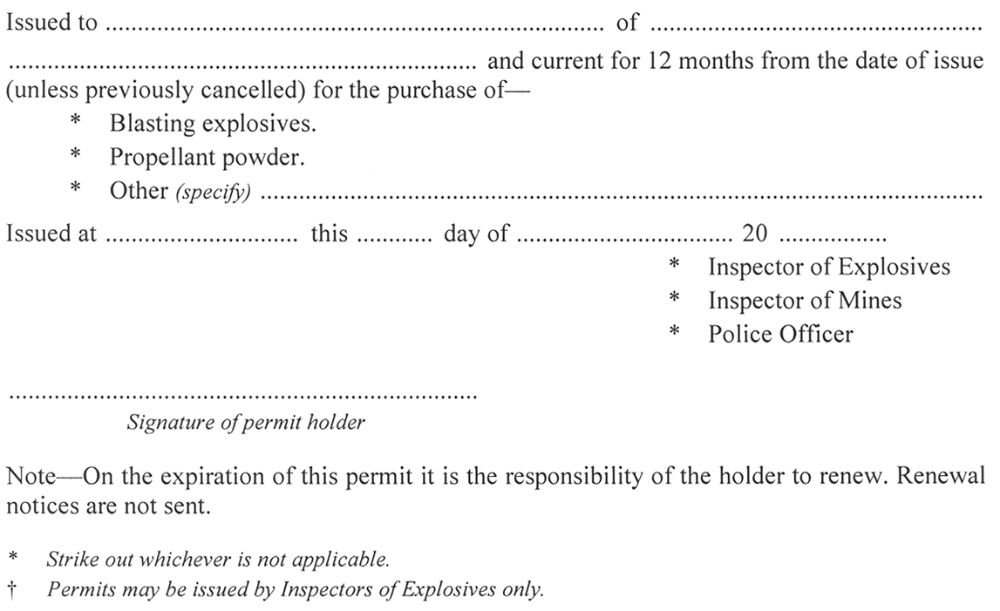 Issued to ............................................................................. of ...................................................
........................................................................ and current for 12 months from the date of issue
(unless previously cancelled) for the purchase of—
* Blasting explosives.
* Propellant powder.
* Other (specify) ...............................................................................................................
Issued at .............................. this ............ day of ................................. 20 .................
* Inspector of Explosives
* Inspector of Mines
* Police Officer
........................................................................
Signature of permit holder
Note—On the expiration of this permit it is the responsibility of the holder to renew. Renewal
notices are not sent.
* Strike out whichever is not applicable.
† Permits may be issued by Inspectors of Explosives only.